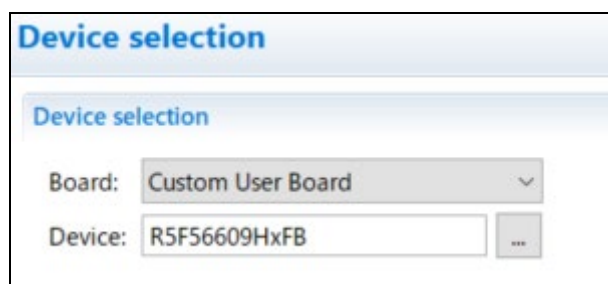 Device selection
Device selection
Board: Custom User Board
Device: R5F56609HxFB ...